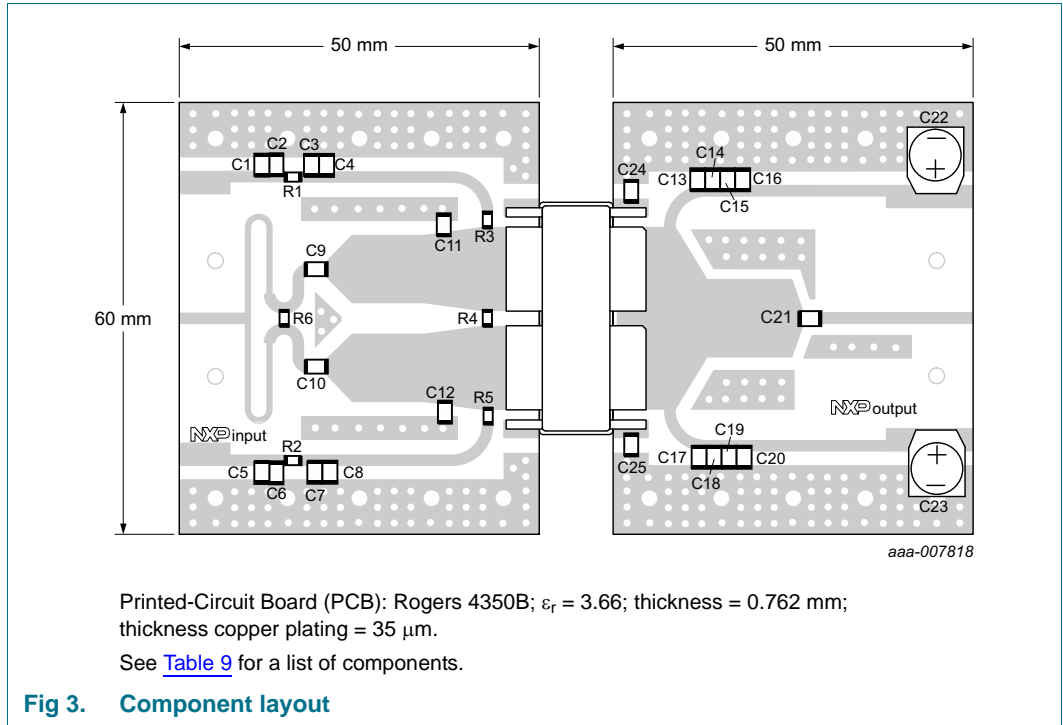 50 mm
50 mm
60 mm
C1
C2
C3
C4
R1
C9
C11
R3
R6
R4
C10
C12
R5
NXP input
R2
C5
C6
C7
C8
C24
C13
C14
C15
C16
C22
C21
NXP output
C25
C17
C18
C19
C20
C23
aaa-007818
Printed-Circuit Board (PCB): Rogers 4350B; εr = 3.66; thickness = 0.762 mm;
thickness copper plating = 35 μm.
See Table 9 for a list of components.
Fig 3. Component layout